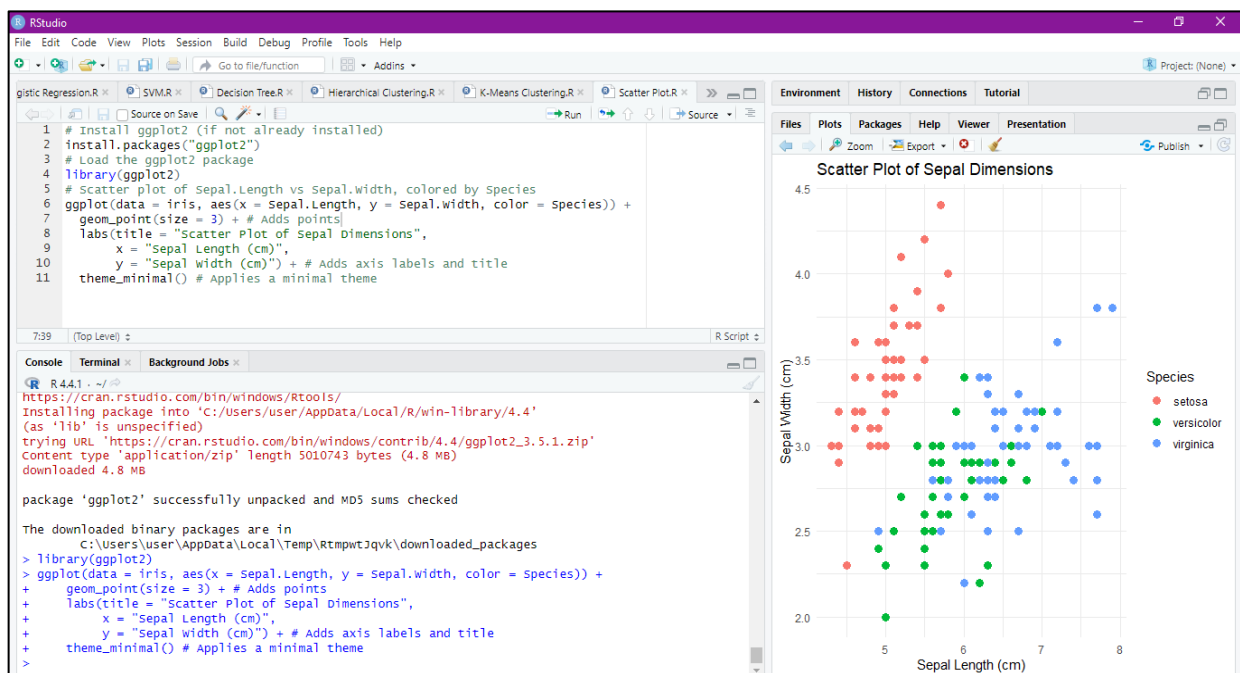 RStudio
File Edit Code View Plots Session Build Debug Profile Tools Help
Go to file/function Addins Project: (None)
gistic Regression.R SVM.R Decision Tree.R Hierarchical Clustering.R K-Means Clustering.R Scatter Plot.R
Source on Save Run Source
1 # Install ggplot2 (if not already installed)
2 install.packages("ggplot2")
3 # Load the ggplot2 package
4 library(ggplot2)
5 # Scatter plot of Sepal.Length vs Sepal.Width, colored by Species
6 ggplot(data = iris, aes(x = Sepal.Length, y = Sepal.Width, color = Species)) +
7 geom_point(size = 3) + # Adds points
8 labs(title = "Scatter Plot of Sepal Dimensions",
9 x = "Sepal Length (cm)",
10 y = "Sepal Width (cm)") + # Adds axis labels and title
11 theme_minimal() # Applies a minimal theme
7:39 (Top Level) R Script
Console Terminal Background Jobs
R 4.4.1 · ~/
https://cran.rstudio.com/bin/windows/Rtools/
Installing package into ‘C:/Users/user/AppData/Local/R/win-library/4.4’
(as ‘lib’ is unspecified)
trying URL 'https://cran.rstudio.com/bin/windows/contrib/4.4/ggplot2_3.5.1.zip'
Content type 'application/zip' length 5010743 bytes (4.8 MB)
downloaded 4.8 MB
package ‘ggplot2’ successfully unpacked and MD5 sums checked
The downloaded binary packages are in
C:\Users\user\AppData\Local\Temp\RtmpwtJqvk\downloaded_packages
> library(ggplot2)
> ggplot(data = iris, aes(x = Sepal.Length, y = Sepal.Width, color = Species)) +
+ geom_point(size = 3) + # Adds points
+ labs(title = "Scatter Plot of Sepal Dimensions",
+ x = "Sepal Length (cm)",
+ y = "Sepal Width (cm)") + # Adds axis labels and title
+ theme_minimal() # Applies a minimal theme
>
Environment History Connections Tutorial
Files Plots Packages Help Viewer Presentation
Zoom Export Publish
Scatter Plot of Sepal Dimensions
4.5
4.0
3.5
3.0
2.5
2.0
Sepal Width (cm)
5 6 7 8
Sepal Length (cm)
Species
setosa
versicolor
virginica